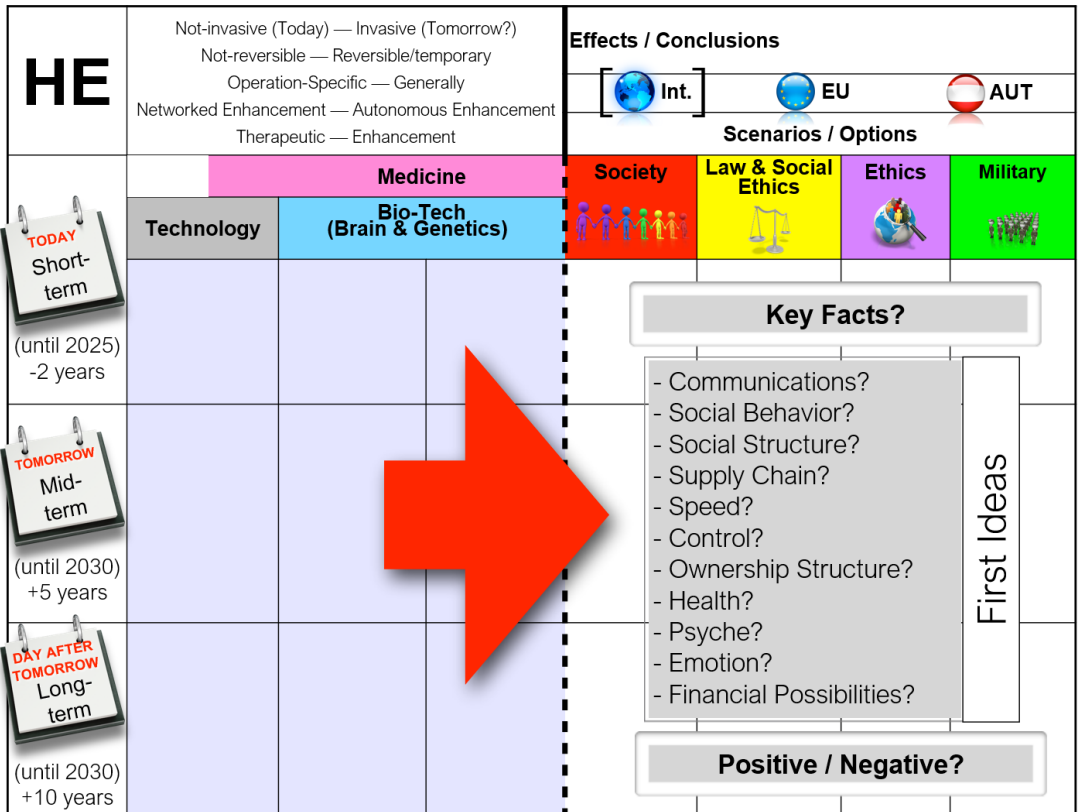 HE
Not-invasive (Today) — Invasive (Tomorrow?)
Not-reversible — Reversible/temporary
Operation-Specific — Generally
Networked Enhancement — Autonomous Enhancement
Therapeutic — Enhancement
Effects / Conclusions
[Int.]
EU
AUT
Scenarios / Options
Medicine
Technology
Bio-Tech
(Brain & Genetics)
Society
Law & Social
Ethics
Ethics
Military
TODAY
Short-
term
(until 2025)
-2 years
TOMORROW
Mid-
term
(until 2030)
+5 years
DAY AFTER
TOMORROW
Long-
term
(until 2030)
+10 years
Key Facts?
- Communications?
- Social Behavior?
- Social Structure?
- Supply Chain?
- Speed?
- Control?
- Ownership Structure?
- Health?
- Psyche?
- Emotion?
- Financial Possibilities?
First Ideas
Positive / Negative?